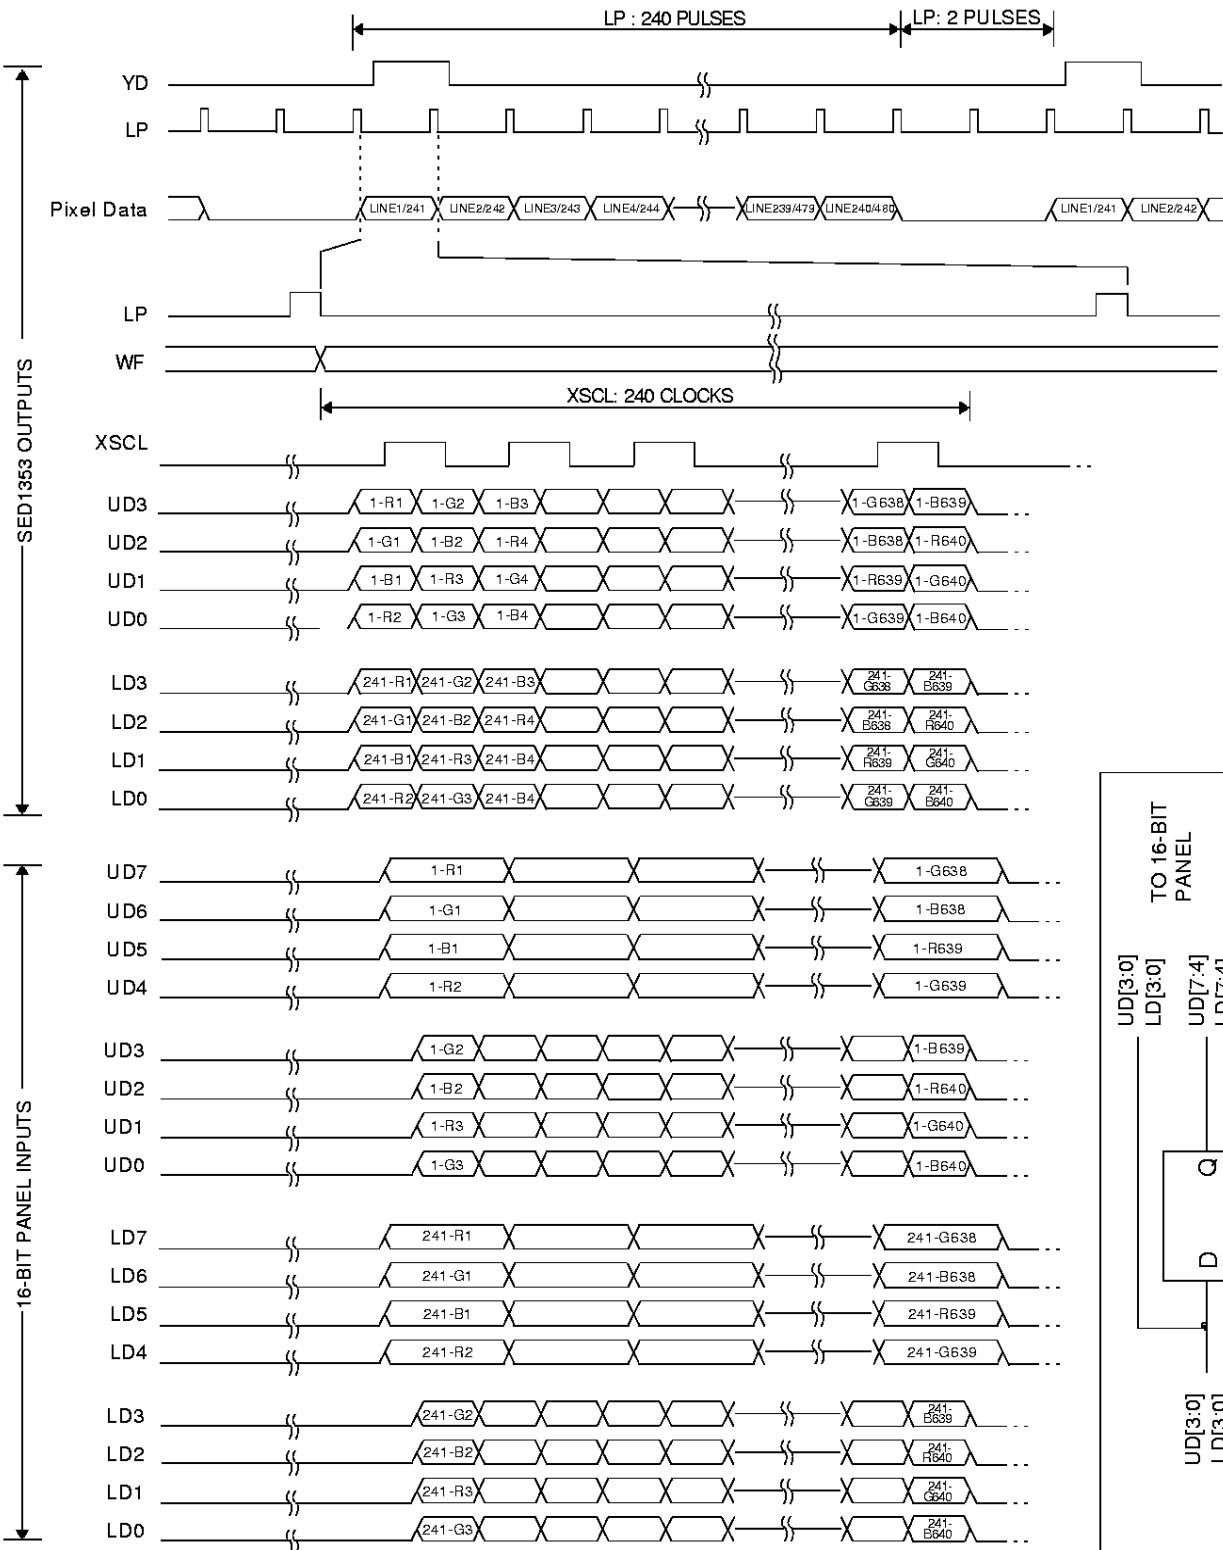 LP : 240 PULSES LP: 2 PULSES
YD
LP
Pixel Data LINE1/241 LINE2/242 LINE3/243 LINE4/244 LINE239/479 LINE240/480 LINE1/241 LINE2/242
LP
WF
XSCL: 240 CLOCKS
XSCL
UD3 1-R1 1-G2 1-B3 1-G638 1-B639
UD2 1-G1 1-B2 1-R4 1-B638 1-R640
UD1 1-B1 1-R3 1-G4 1-R639 1-G640
UD0 1-R2 1-G3 1-B4 1-G639 1-B640
LD3 241-R1 241-G2 241-B3 241-G638 241-B639
LD2 241-G1 241-B2 241-R4 241-B638 241-R640
LD1 241-B1 241-R3 241-B4 241-R639 241-G640
LD0 241-R2 241-G3 241-B4 241-G639 241-B640
SED1353 OUTPUTS
UD7 1-R1 1-G638
UD6 1-G1 1-B638
UD5 1-B1 1-R639
UD4 1-R2 1-G639
UD3 1-G2 1-B639
UD2 1-B2 1-R640
UD1 1-R3 1-G640
UD0 1-G3 1-B640
LD7 241-R1 241-G638
LD6 241-G1 241-B638
LD5 241-B1 241-R639
LD4 241-R2 241-G639
LD3 241-G2 241-B639
LD2 241-B2 241-R640
LD1 241-R3 241-G640
LD0 241-G3 241-B640
16-BIT PANEL INPUTS
TO 16-BIT
PANEL
UD[3:0]
LD[3:0]
UD[7:4]
LD[7:4]
Q
D
UD[3:0]
LD[3:0]